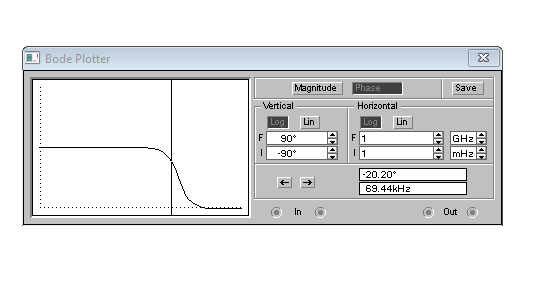 Bode Plotter
Magnitude Phase Save
Vertical Horizontal
Log Lin Log Lin
F 90° F 1 GHz
I -90° I 1 mHz
-20.20°
69.44kHz
In Out